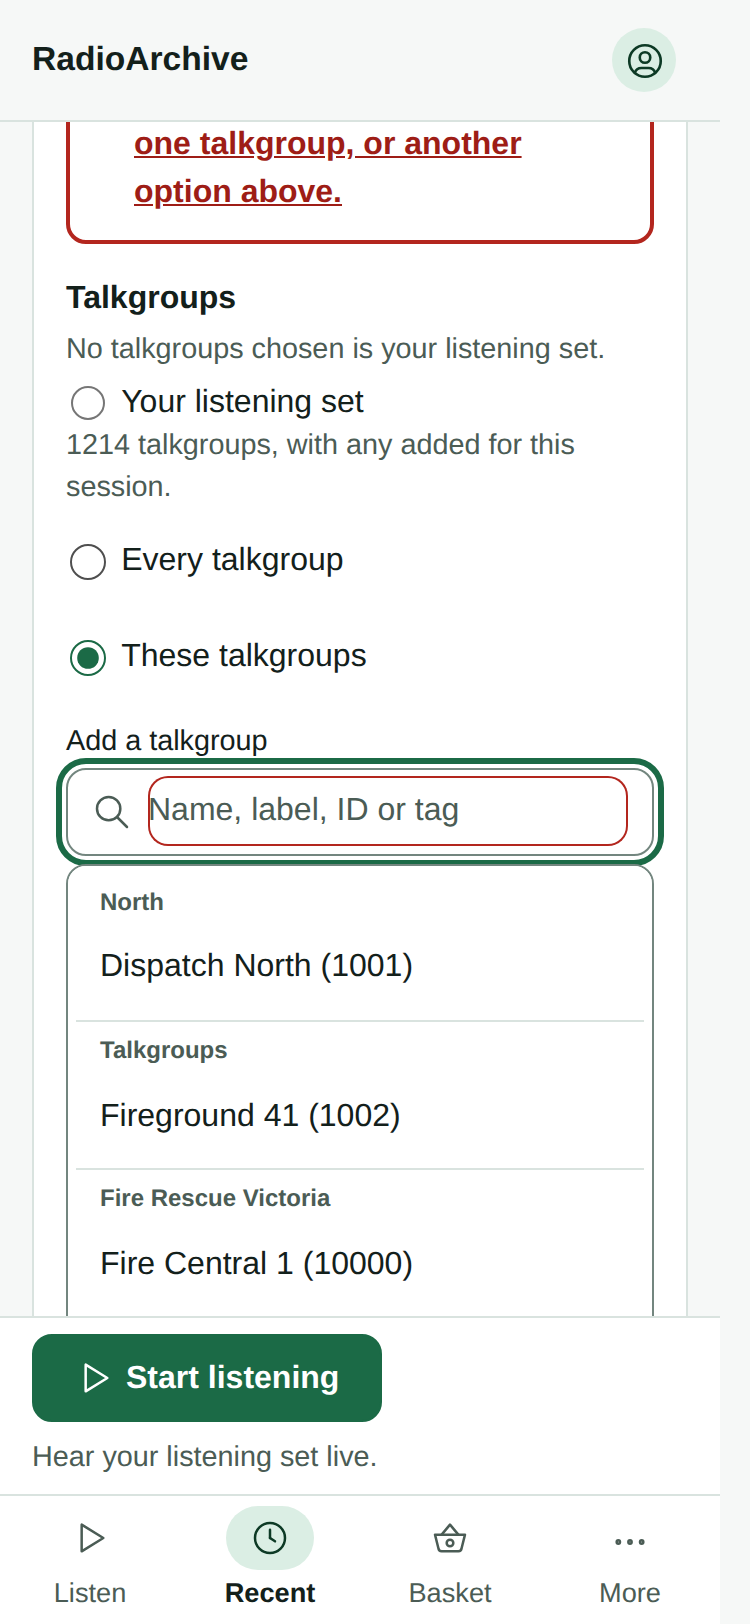 RadioArchive
one talkgroup, or another
option above.
Talkgroups
No talkgroups chosen is your listening set.
Your listening set
1214 talkgroups, with any added for this
session.
Every talkgroup
These talkgroups
Add a talkgroup
Name, label, ID or tag
North
Dispatch North (1001)
Talkgroups
Fireground 41 (1002)
Fire Rescue Victoria
Fire Central 1 (10000)
Start listening
Hear your listening set live.
Listen
Recent
Basket
More